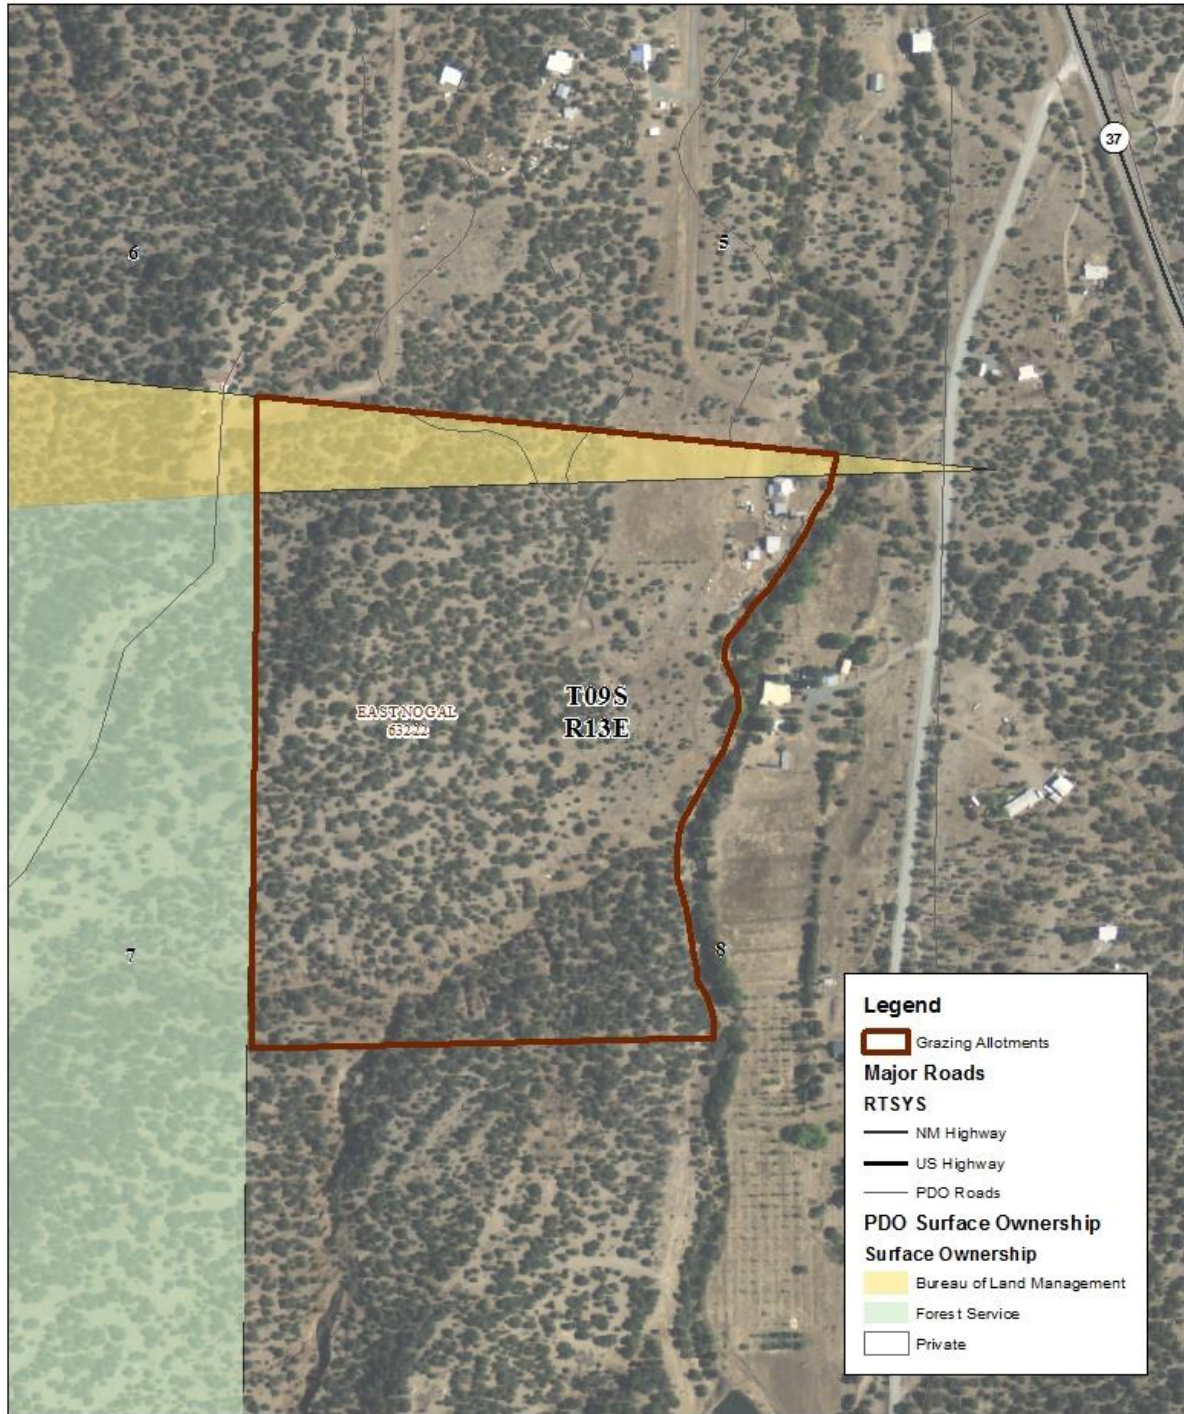 37
6
5
T09S
R13E
EAST NOGAL
63222
7
8
Legend
Grazing Allotments
Major Roads
RTSYS
NM Highway
US Highway
PDO Roads
PDO Surface Ownership
Surface Ownership
Bureau of Land Management
Forest Service
Private